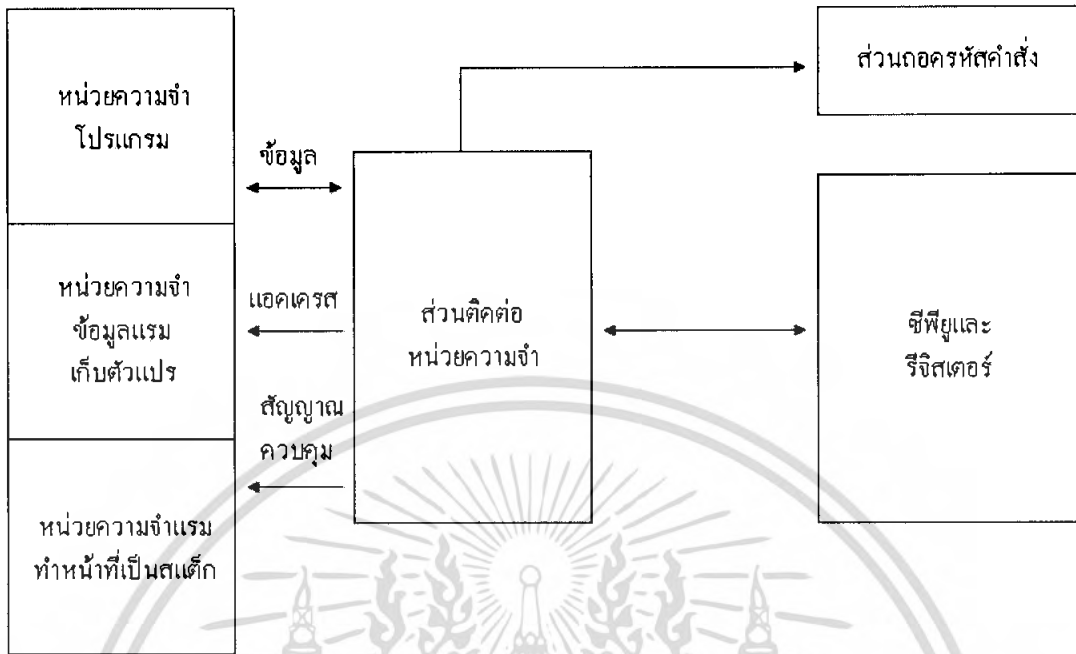 หน่วยความจำ
โปรแกรม
ข้อมูล
หน่วยความจำ
ข้อมูลแรม
เก็บตัวแปร
แอดเดรส
สัญญาณ
ควบคุม
หน่วยความจำแรม
ทำหน้าที่เป็นสแต็ก
ส่วนติดต่อ
หน่วยความจำ
ส่วนถอดรหัสคำสั่ง
ซีพียูและ
รีจิสเตอร์